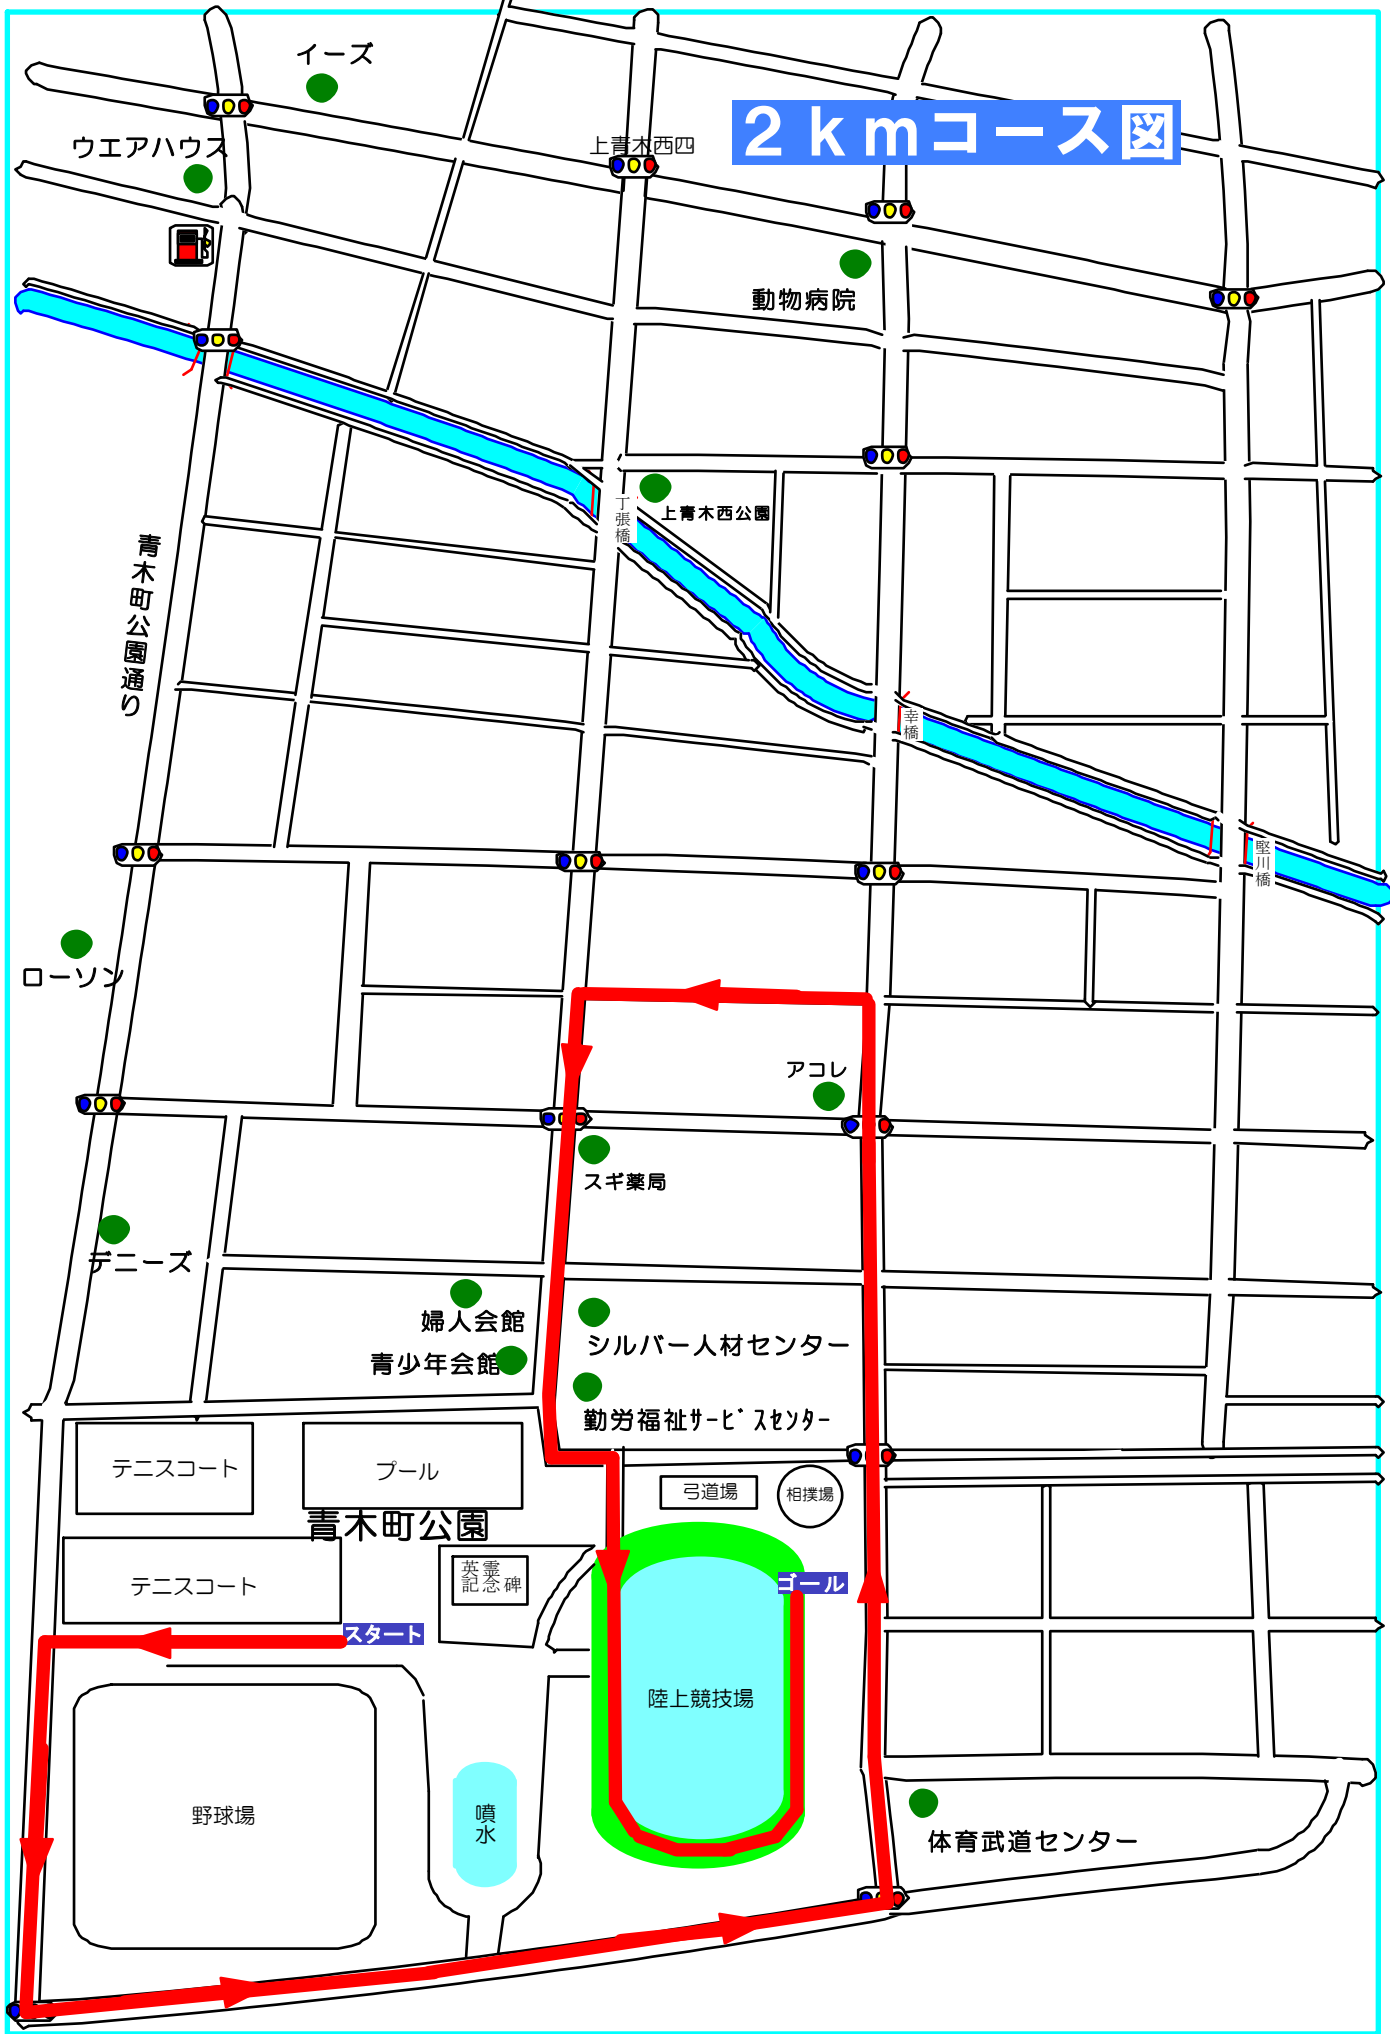 イーズ
２ｋｍコース図
ウエアハウス
上青木西四
動物病院
丁張橋
上青木西公園
青木町公園通り
幸橋
堅川橋
ローソン
アコレ
スギ薬局
デニーズ
婦人会館
シルバー人材センター
青少年会館
勤労福祉サービスセンター
テニスコート
プール
弓道場
相撲場
青木町公園
英霊
記念碑
テニスコート
ゴール
スタート
陸上競技場
野球場
噴水
体育武道センター